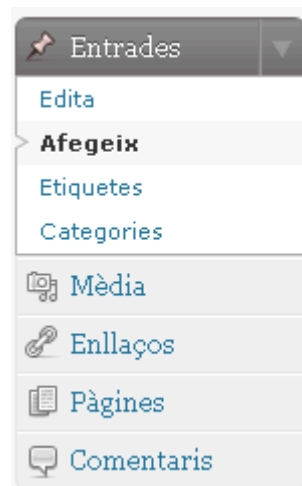 Entrades
Edita
Afegeix
Etiquetes
Categories
Mèdia
Enllaços
Pàgines
Comentaris